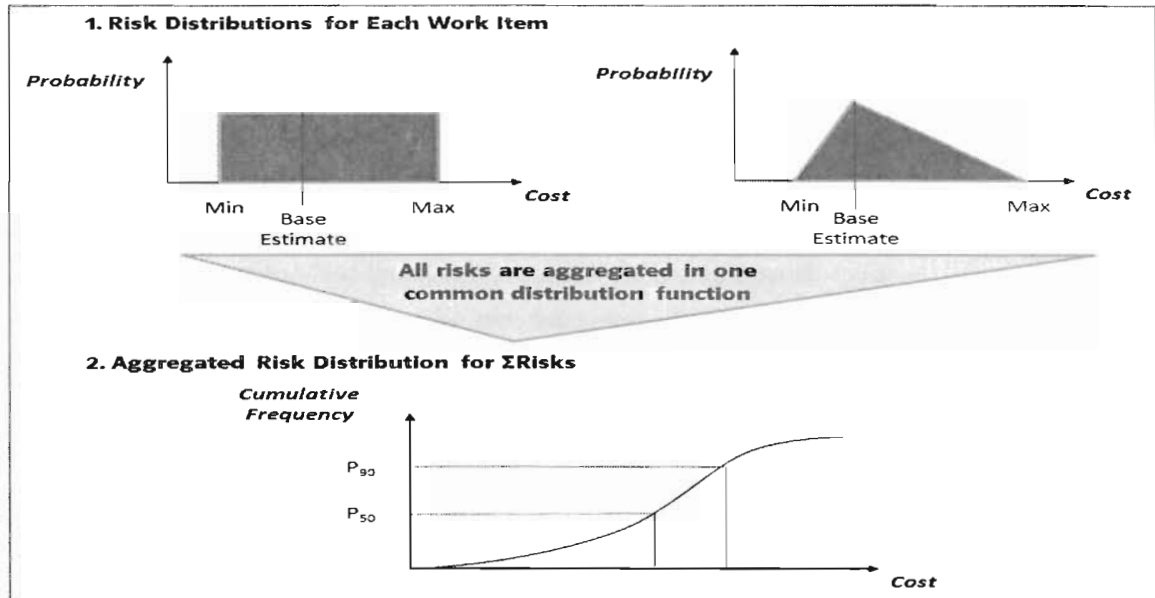 1. Risk Distributions for Each Work Item
Probability
Probability
Min
Base
Estimate
Max
Cost
Min
Base
Estimate
Max
Cost
All risks are aggregated in one
common distribution function
2. Aggregated Risk Distribution for ΣRisks
Cumulative
Frequency
P90
P50
Cost